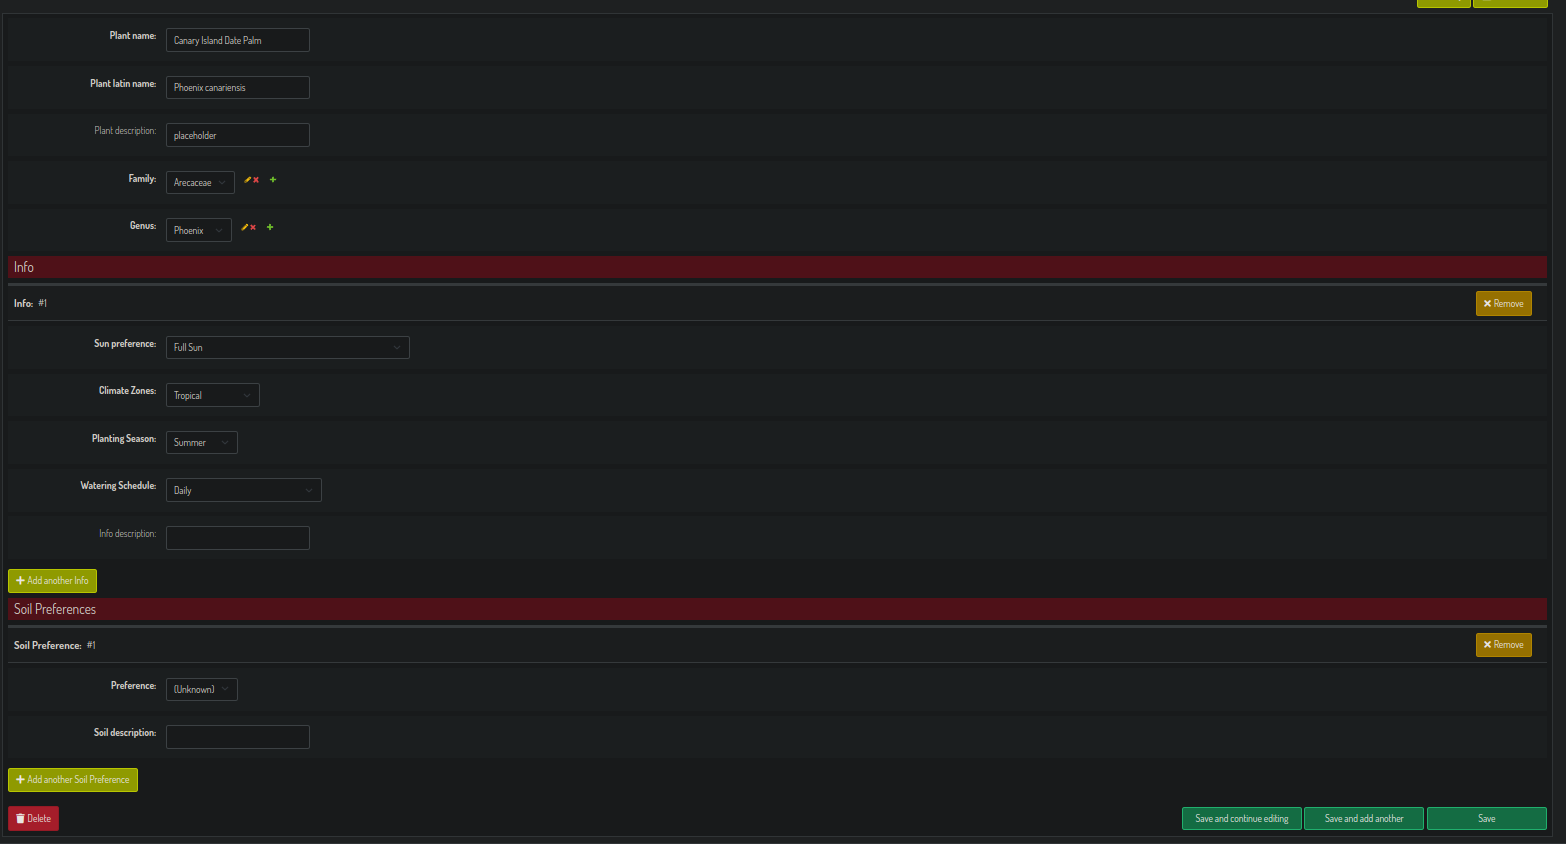 Plant name: Canary Island Date Palm
Plant latin name: Phoenix canariensis
Plant description: placeholder
Family: Arecaceae
Genus: Phoenix
Info
Info: #1 Remove
Sun preference: Full Sun
Climate Zones: Tropical
Planting Season: Summer
Watering Schedule: Daily
Info description:
Add another Info
Soil Preferences
Soil Preference: #1 Remove
Preference: (Unknown)
Soil description:
Add another Soil Preference
Delete Save and continue editing Save and add another Save